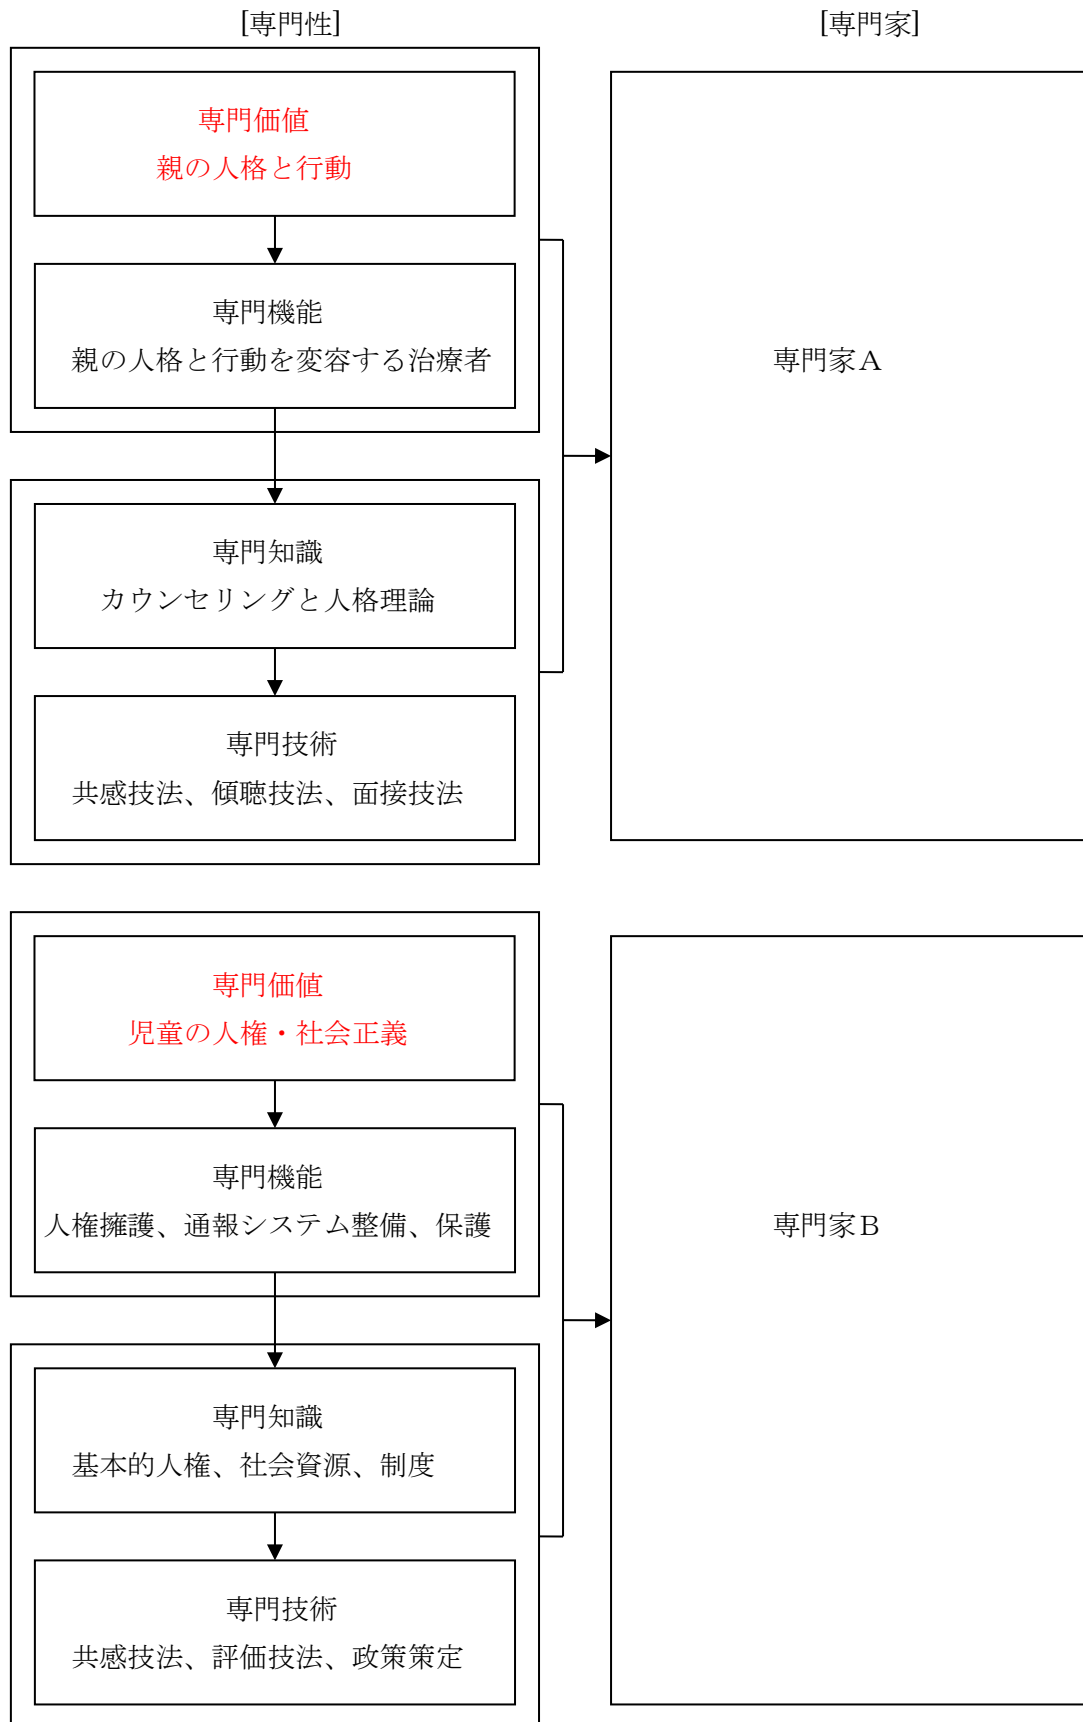 [専門性]
[専門家]
専門価値
親の人格と行動
専門機能
親の人格と行動を変容する治療者
専門家A
専門知識
カウンセリングと人格理論
専門技術
共感技法、傾聴技法、面接技法
専門価値
児童の人権・社会正義
専門機能
人権擁護、通報システム整備、保護
専門家B
専門知識
基本的人権、社会資源、制度
専門技術
共感技法、評価技法、政策策定